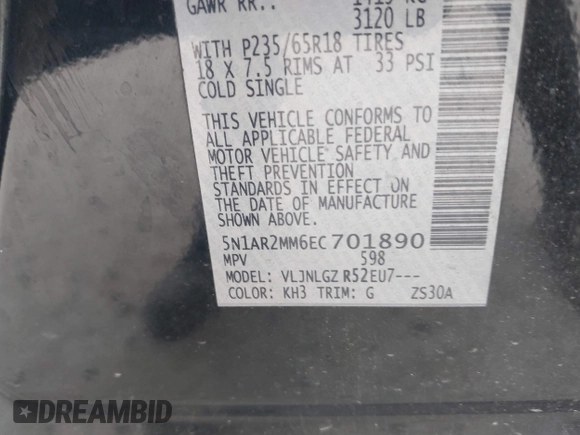 GAWR RR..
3120 LB
WITH P235/65R18 TIRES
18 X 7.5 RIMS AT 33 PSI
COLD SINGLE
THIS VEHICLE CONFORMS TO
ALL APPLICABLE FEDERAL
MOTOR VEHICLE SAFETY AND
THEFT PREVENTION
STANDARDS IN EFFECT ON
THE DATE OF MANUFACTURE
SHOWN ABOVE.
5N1AR2MM6EC701890
MPV 598
MODEL: VLJNLGZ R52EU7---
COLOR: KH3 TRIM: G ZS30A
DREAMBID